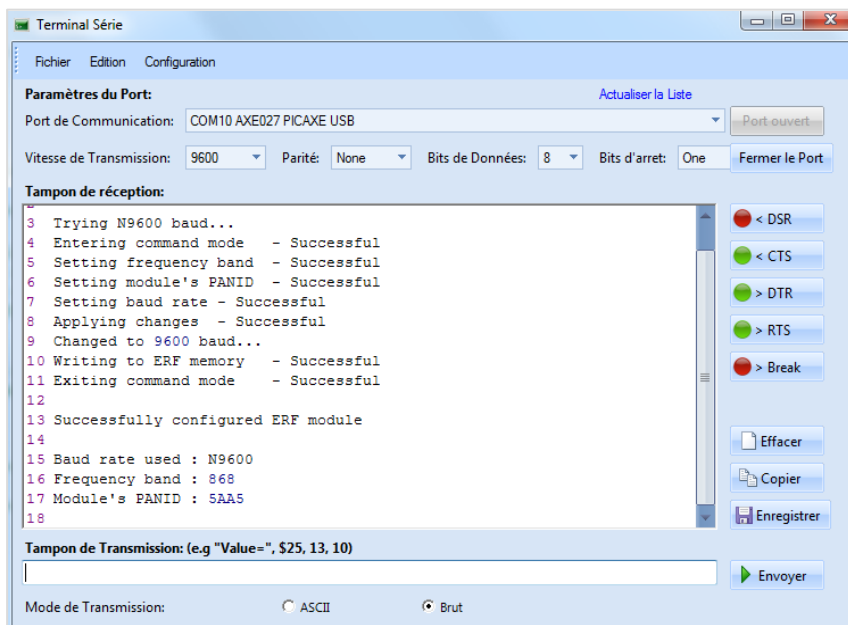 Terminal Série
Fichier Edition Configuration
Paramètres du Port: Actualiser la Liste
Port de Communication: COM10 AXE027 PICAXE USB Port ouvert
Vitesse de Transmission: 9600 Parité: None Bits de Données: 8 Bits d'arret: One Fermer le Port
Tampon de réception:
3 Trying N9600 baud...
4 Entering command mode - Successful
5 Setting frequency band - Successful
6 Setting module's PANID - Successful
7 Setting baud rate - Successful
8 Applying changes - Successful
9 Changed to 9600 baud...
10 Writing to ERF memory - Successful
11 Exiting command mode - Successful
12
13 Successfully configured ERF module
14
15 Baud rate used : N9600
16 Frequency band : 868
17 Module's PANID : 5AA5
18
< DSR
< CTS
> DTR
> RTS
> Break
Effacer
Copier
Enregistrer
Tampon de Transmission: (e.g "Value=", $25, 13, 10)
Envoyer
Mode de Transmission: ASCII Brut